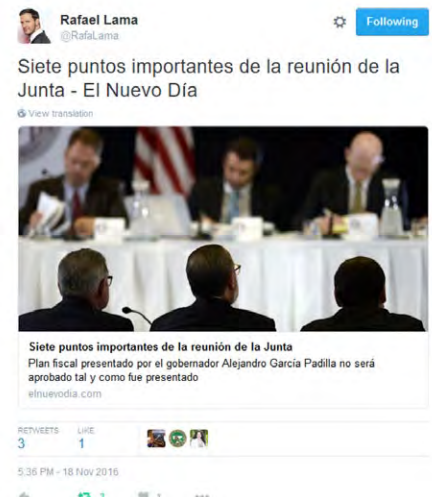 Rafael Lama
@RafaLama
Following
Siete puntos importantes de la reunión de la
Junta - El Nuevo Día
View translation
Siete puntos importantes de la reunión de la Junta
Plan fiscal presentado por el gobernador Alejandro García Padilla no será
aprobado tal y como fue presentado
elnuevodia.com
RETWEETS LIKE
3 1
5:36 PM - 18 Nov 2016